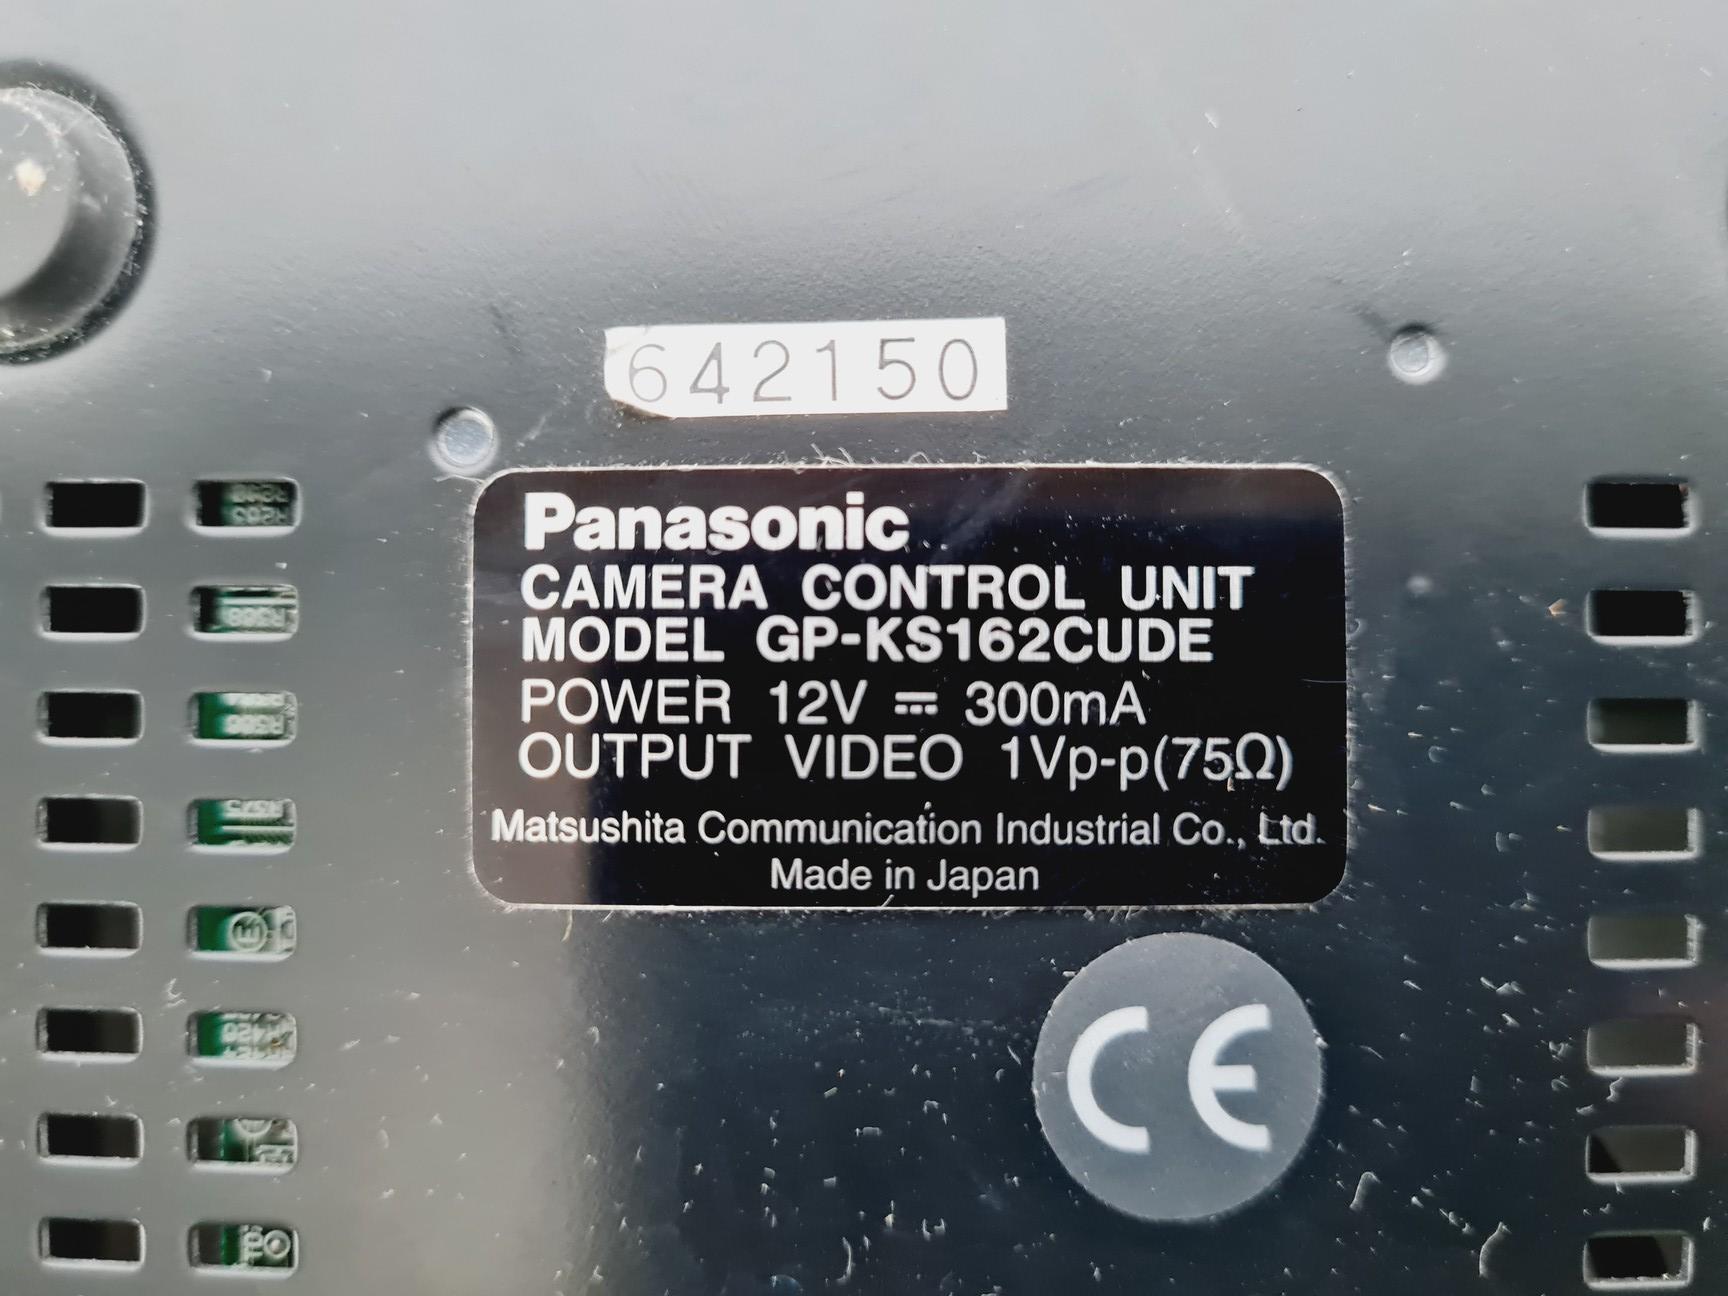 642150
Panasonic
CAMERA CONTROL UNIT
MODEL GP-KS162CUDE
POWER 12V ⎓ 300mA
OUTPUT VIDEO 1Vp-p(75Ω)
Matsushita Communication Industrial Co., Ltd.
Made in Japan
CE